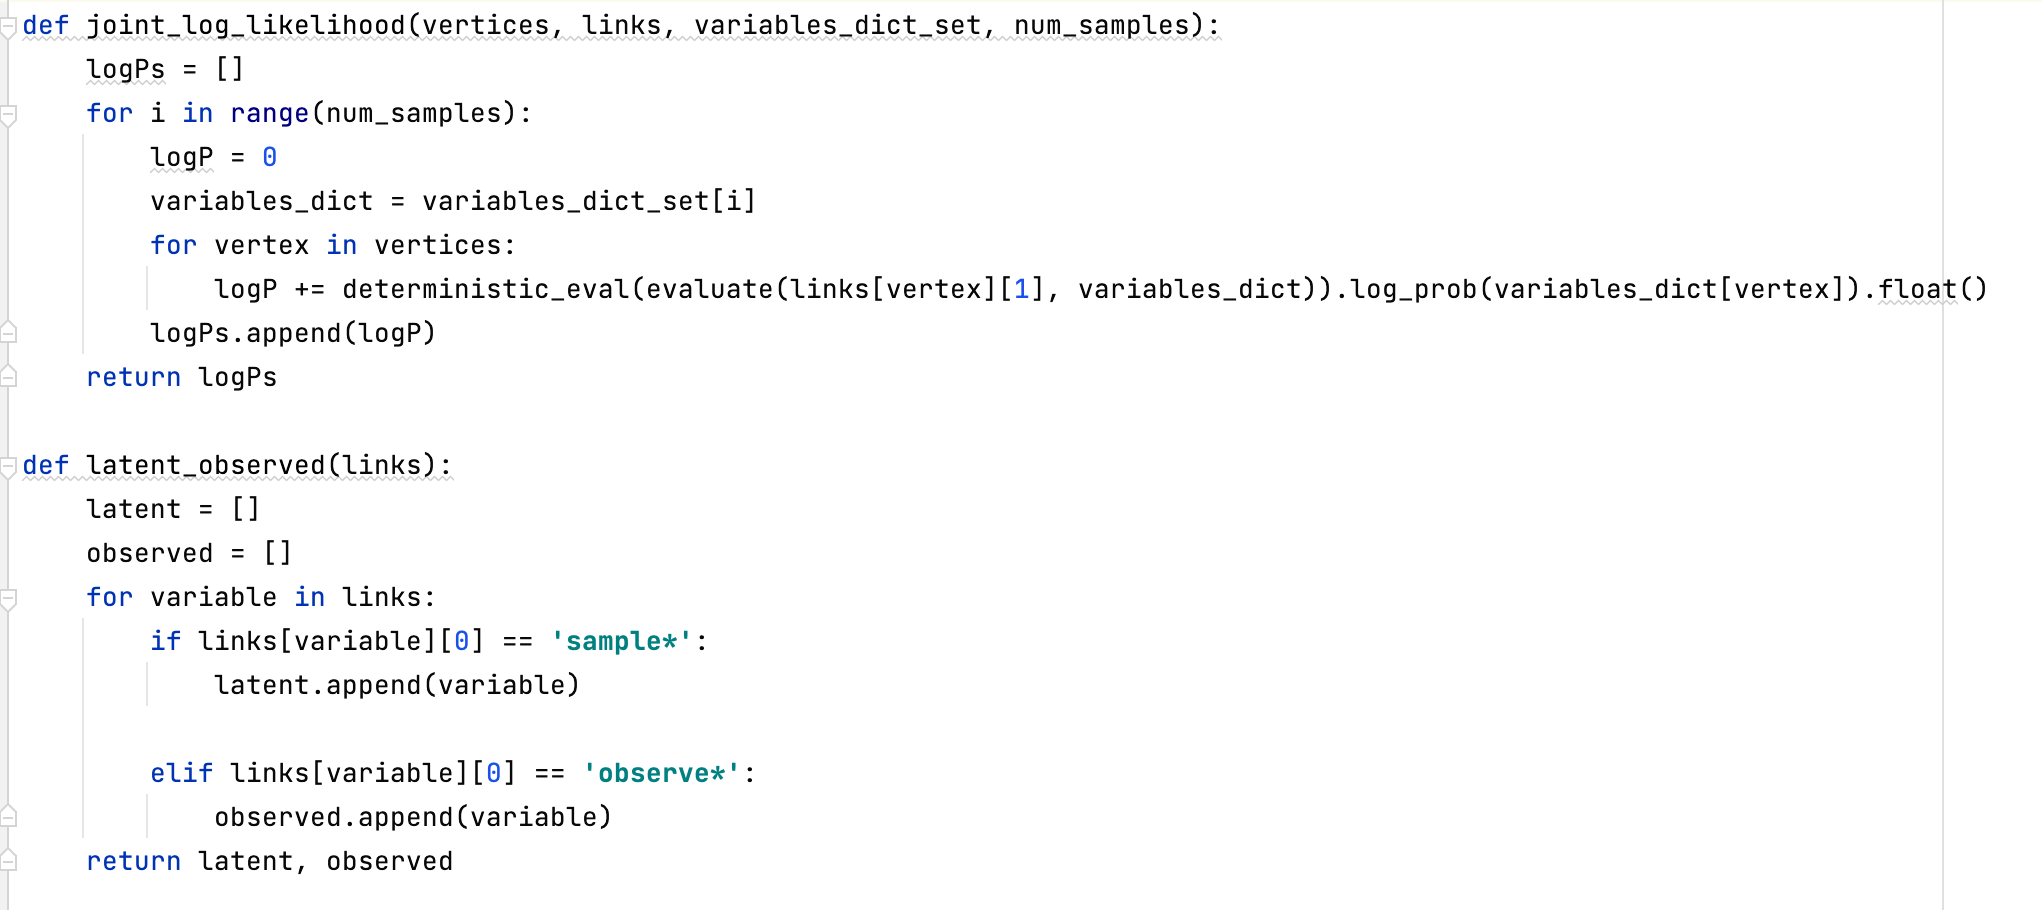 def joint_log_likelihood(vertices, links, variables_dict_set, num_samples):
    logPs = []
    for i in range(num_samples):
        logP = 0
        variables_dict = variables_dict_set[i]
        for vertex in vertices:
            logP += deterministic_eval(evaluate(links[vertex][1], variables_dict)).log_prob(variables_dict[vertex]).float()
        logPs.append(logP)
    return logPs

def latent_observed(links):
    latent = []
    observed = []
    for variable in links:
        if links[variable][0] == 'sample*':
            latent.append(variable)

        elif links[variable][0] == 'observe*':
            observed.append(variable)
    return latent, observed